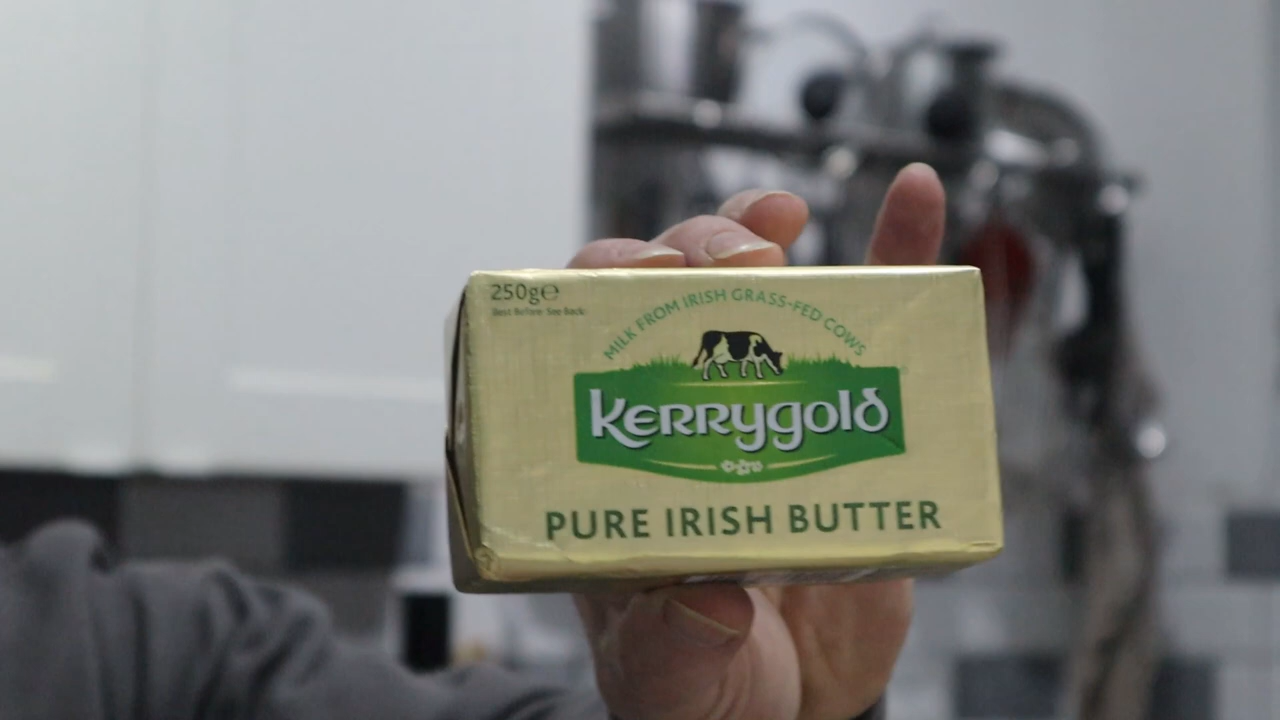 250g℮
Best Before See Back
MILK FROM IRISH GRASS-FED COWS
Kerrygold
PURE IRISH BUTTER